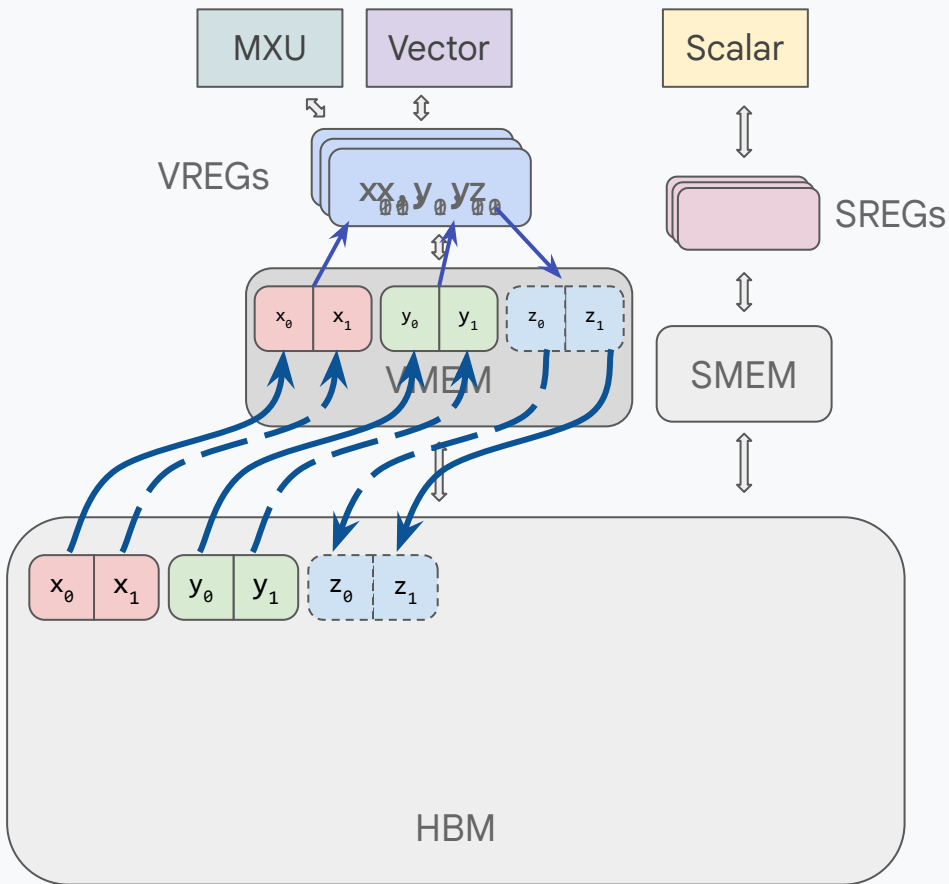 MXU
Vector
Scalar
VREGs
SREGs
x₀
x₁
y₀
y₁
z₀
z₁
VMEM
SMEM
x₀
x₁
y₀
y₁
z₀
z₁
HBM